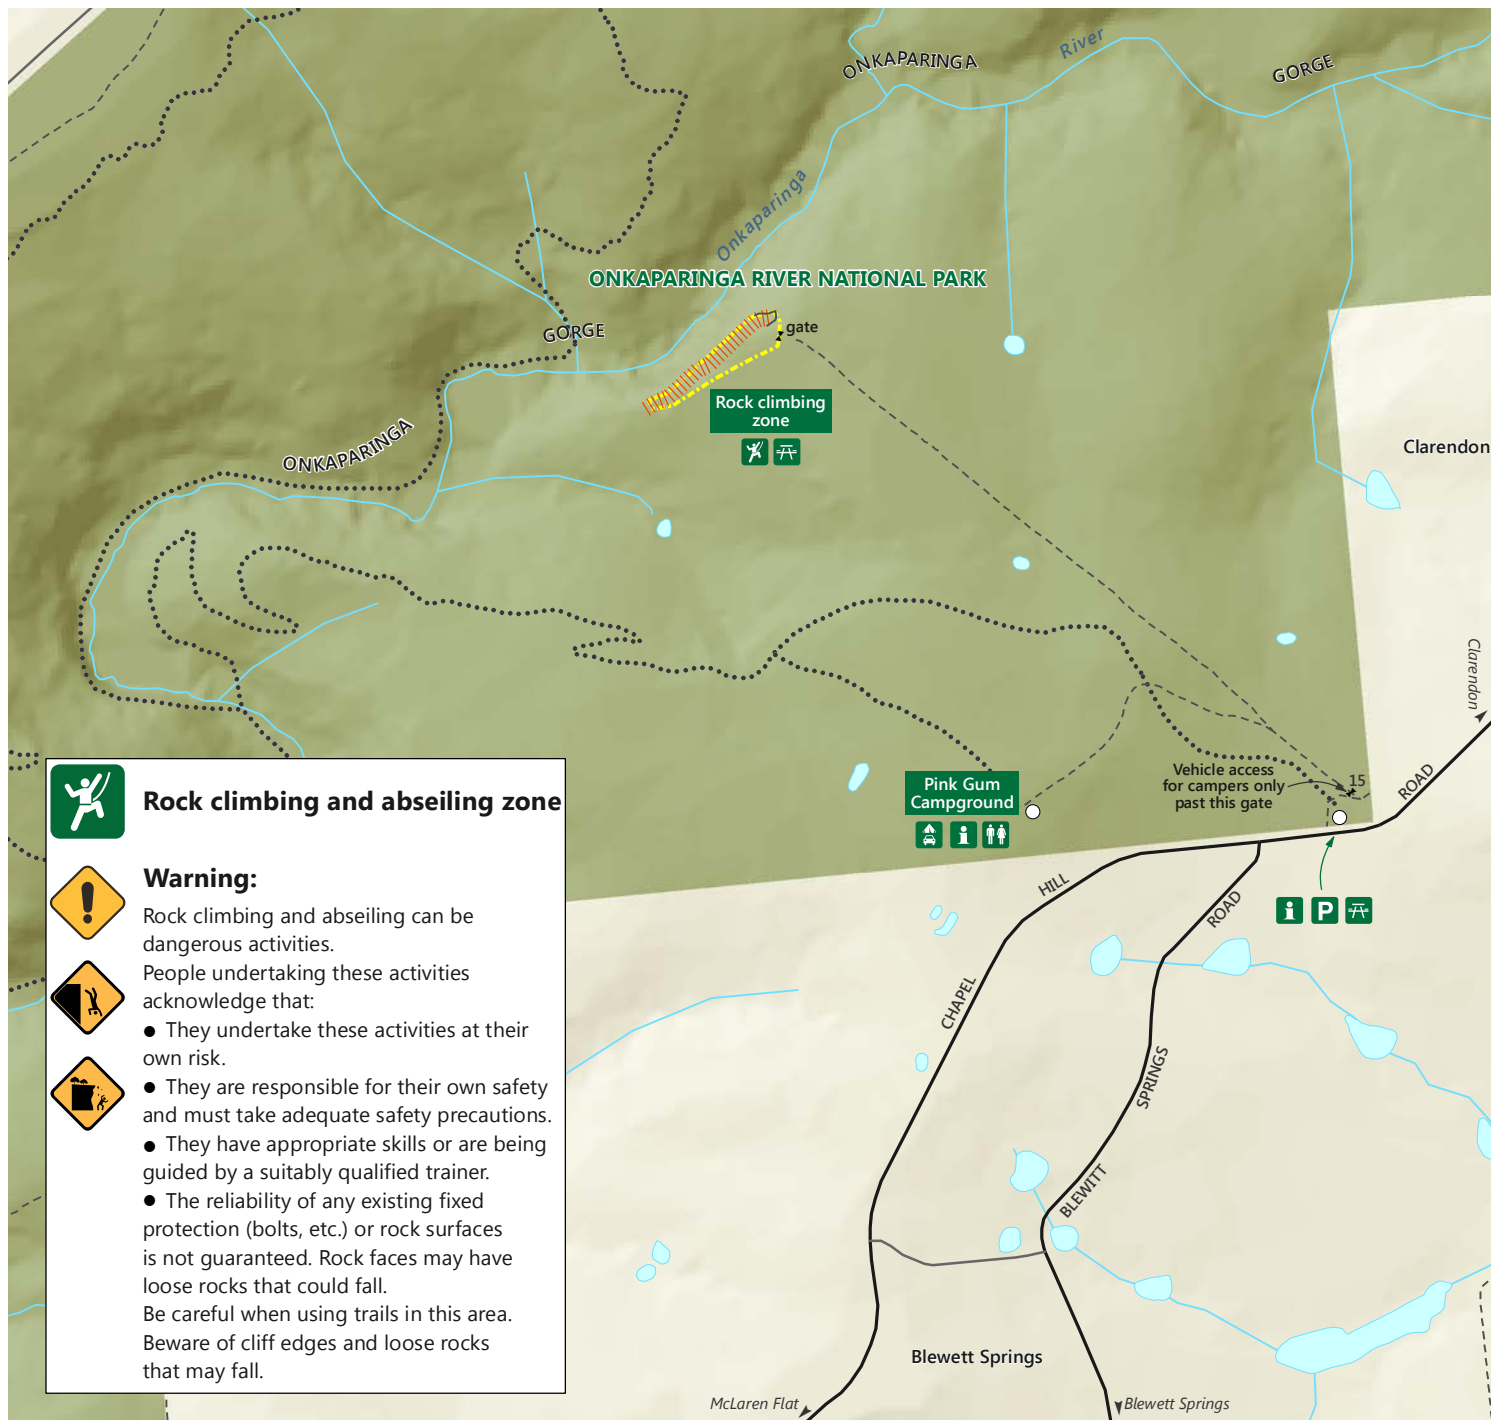 ONKAPARINGA
River
GORGE
Onkaparinga
ONKAPARINGA RIVER NATIONAL PARK
gate
GORGE
Rock climbing
zone
ONKAPARINGA
Clarendon
Clarendon
Vehicle access
for campers only
past this gate
15
ROAD
Pink Gum
Campground
i
HILL
ROAD
i P
CHAPEL
SPRINGS
BLEWITT
Blewett Springs
McLaren Flat
Blewett Springs
Rock climbing and abseiling zone
Warning:
Rock climbing and abseiling can be
dangerous activities.
People undertaking these activities
acknowledge that:
● They undertake these activities at their
own risk.
● They are responsible for their own safety
and must take adequate safety precautions.
● They have appropriate skills or are being
guided by a suitably qualified trainer.
● The reliability of any existing fixed
protection (bolts, etc.) or rock surfaces
is not guaranteed. Rock faces may have
loose rocks that could fall.
Be careful when using trails in this area.
Beware of cliff edges and loose rocks
that may fall.